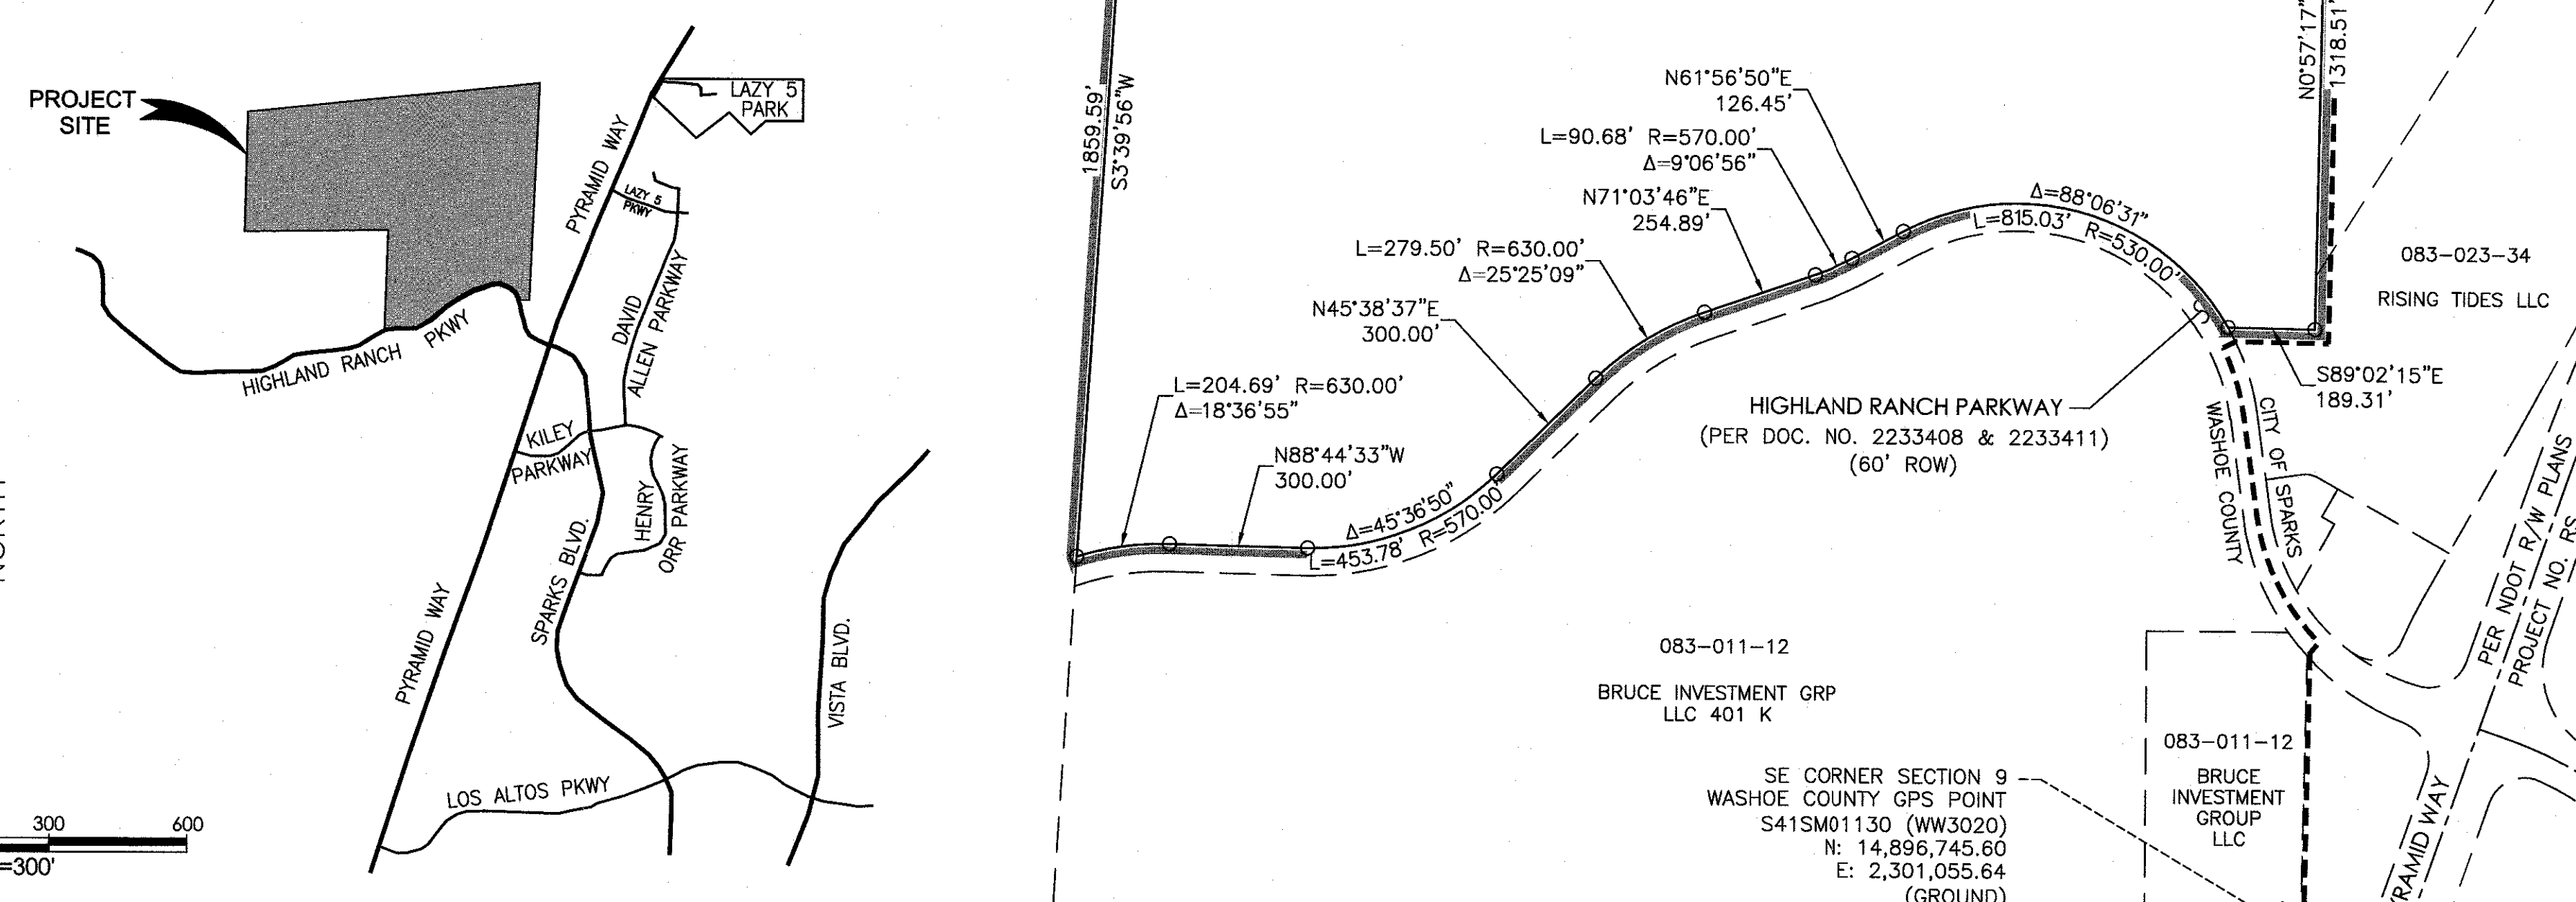 PROJECT
SITE
LAZY 5
PARK
PYRAMID WAY
LAZY 5
PKWY
DAVID
ALLEN PARKWAY
HIGHLAND RANCH PKWY
KILEY
PARKWAY
HENRY
ORR PARKWAY
SPARKS BLVD.
PYRAMID WAY
VISTA BLVD.
LOS ALTOS PKWY
NORTH
300 600
=300'
1859.59'
S3°39'56"W
N61°56'50"E
126.45'
L=90.68' R=570.00'
Δ=9°06'56"
N71°03'46"E
254.89'
L=279.50' R=630.00'
Δ=25°25'09"
N45°38'37"E
300.00'
L=204.69' R=630.00'
Δ=18°36'55"
N88°44'33"W
300.00'
Δ=45°36'50"
L=453.78' R=570.00'
Δ=88°06'31"
L=815.03' R=530.00'
N0°57'17"
1318.51'
083-023-34
RISING TIDES LLC
S89°02'15"E
189.31'
HIGHLAND RANCH PARKWAY
(PER DOC. NO. 2233408 & 2233411)
(60' ROW)
CITY OF SPARKS
WASHOE COUNTY
PER NDOT R/W PLANS
PROJECT NO. RS
083-011-12
BRUCE INVESTMENT GRP
LLC 401 K
083-011-12
BRUCE
INVESTMENT
GROUP
LLC
SE CORNER SECTION 9
WASHOE COUNTY GPS POINT
S41SM01130 (WW3020)
N: 14,896,745.60
E: 2,301,055.64
(GROUND)
RAMID WAY